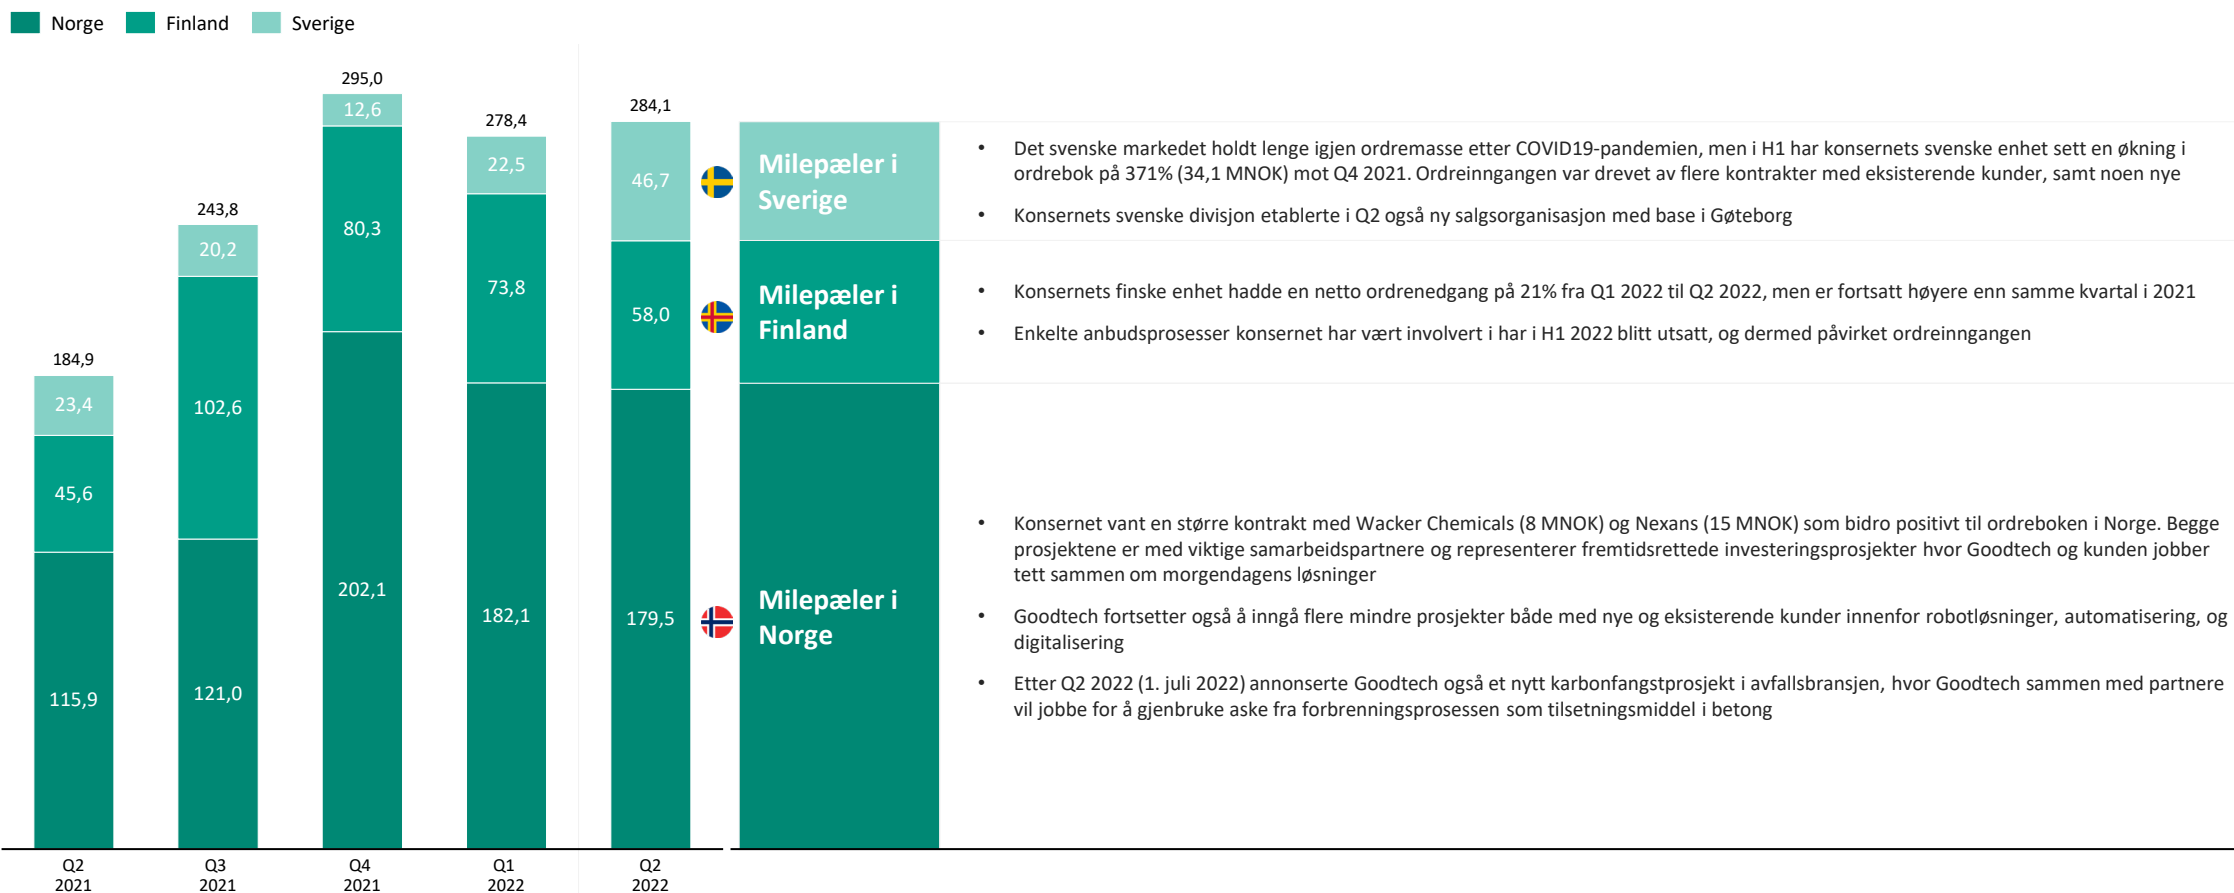 Norge Finland Sverige
184,9
23,4
45,6
115,9
Q2
2021
243,8
20,2
102,6
121,0
Q3
2021
295,0
12,6
80,3
202,1
Q4
2021
278,4
22,5
73,8
182,1
Q1
2022
284,1
46,7
58,0
179,5
Q2
2022
Milepæler i
Sverige
• Det svenske markedet holdt lenge igjen ordremasse etter COVID19-pandemien, men i H1 har konsernets svenske enhet sett en økning i
ordrebok på 371% (34,1 MNOK) mot Q4 2021. Ordreinngangen var drevet av flere kontrakter med eksisterende kunder, samt noen nye
• Konsernets svenske divisjon etablerte i Q2 også ny salgsorganisasjon med base i Gøteborg
Milepæler i
Finland
• Konsernets finske enhet hadde en netto ordrenedgang på 21% fra Q1 2022 til Q2 2022, men er fortsatt høyere enn samme kvartal i 2021
• Enkelte anbudsprosesser konsernet har vært involvert i har i H1 2022 blitt utsatt, og dermed påvirket ordreinngangen
Milepæler i
Norge
• Konsernet vant en større kontrakt med Wacker Chemicals (8 MNOK) og Nexans (15 MNOK) som bidro positivt til ordreboken i Norge. Begge
prosjektene er med viktige samarbeidspartnere og representerer fremtidsrettede investeringsprosjekter hvor Goodtech og kunden jobber
tett sammen om morgendagens løsninger
• Goodtech fortsetter også å inngå flere mindre prosjekter både med nye og eksisterende kunder innenfor robotløsninger, automatisering, og
digitalisering
• Etter Q2 2022 (1. juli 2022) annonserte Goodtech også et nytt karbonfangstprosjekt i avfallsbransjen, hvor Goodtech sammen med partnere
vil jobbe for å gjenbruke aske fra forbrenningsprosessen som tilsetningsmiddel i betong